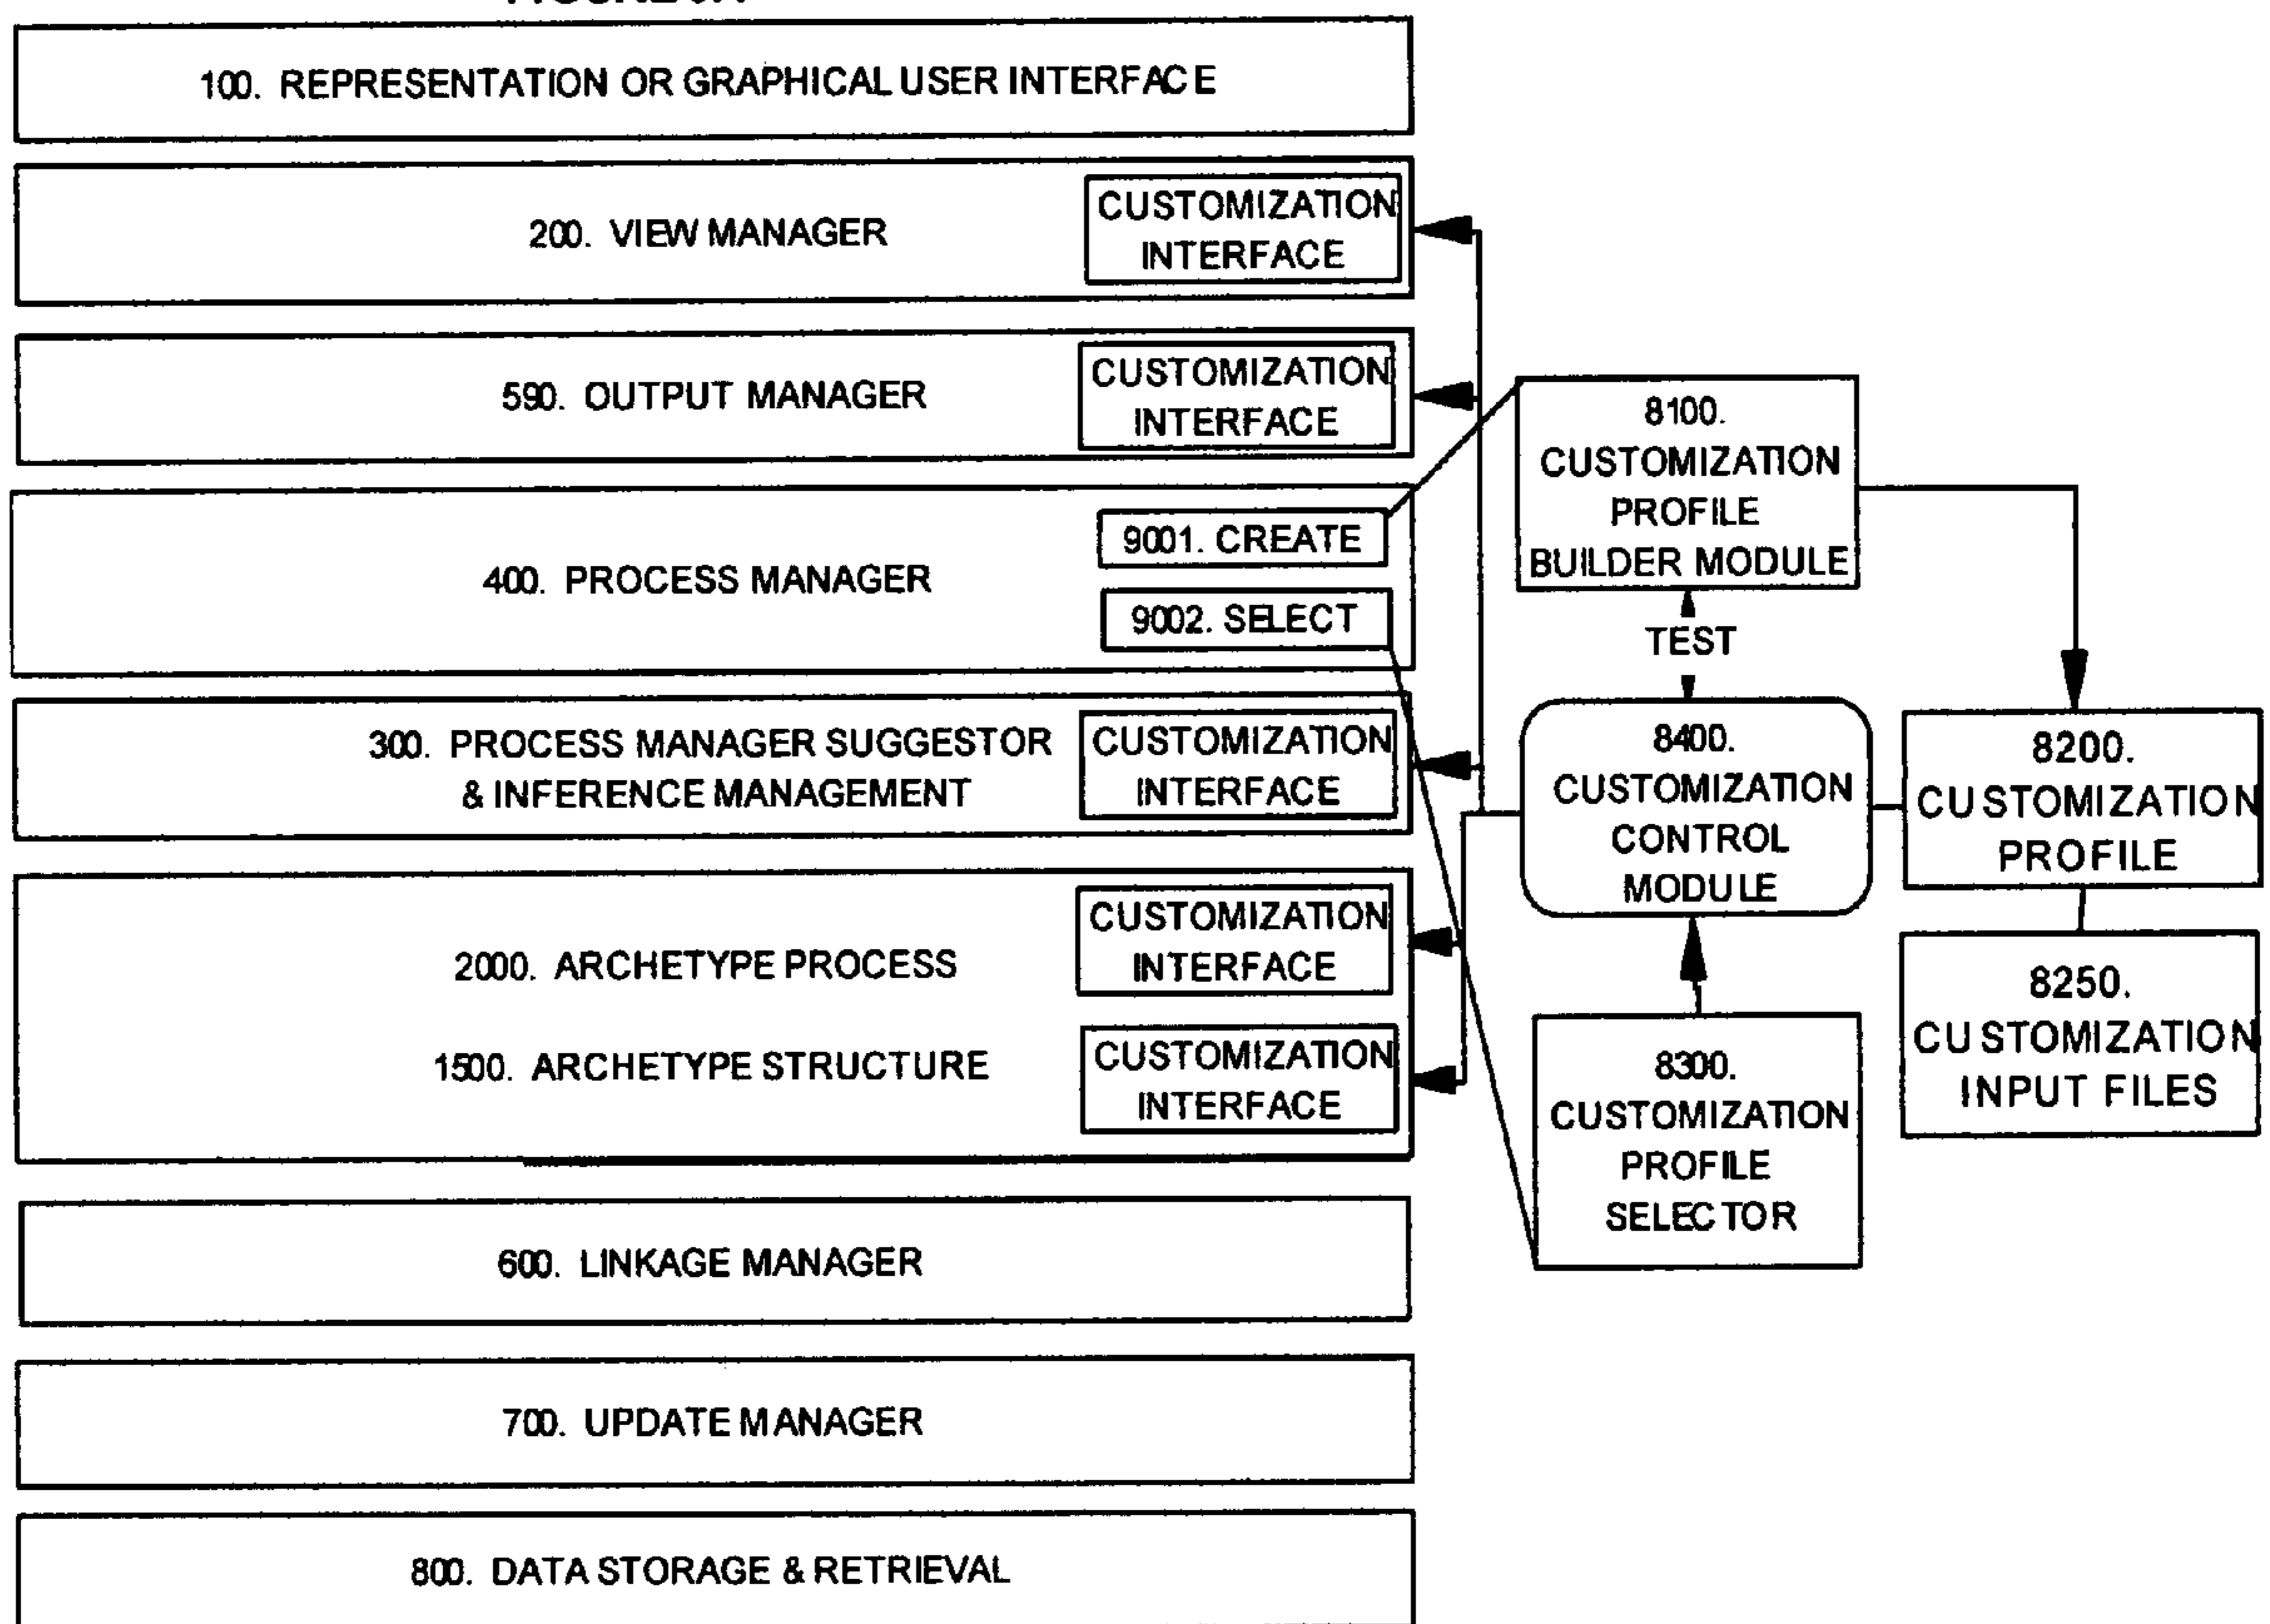 100. REPRESENTATION OR GRAPHICAL USER INTERFACE
200. VIEW MANAGER
CUSTOMIZATION
INTERFACE
590. OUTPUT MANAGER
CUSTOMIZATION
INTERFACE
400. PROCESS MANAGER
9001. CREATE
9002. SELECT
300. PROCESS MANAGER SUGGESTOR
& INFERENCE MANAGEMENT
CUSTOMIZATION
INTERFACE
2000. ARCHETYPE PROCESS
CUSTOMIZATION
INTERFACE
1500. ARCHETYPE STRUCTURE
CUSTOMIZATION
INTERFACE
600. LINKAGE MANAGER
700. UPDATE MANAGER
800. DATA STORAGE & RETRIEVAL
8100.
CUSTOMIZATION
PROFILE
BUILDER MODULE
TEST
8400.
CUSTOMIZATION
CONTROL
MODULE
8200.
CUSTOMIZATION
PROFILE
8250.
CUSTOMIZATION
INPUT FILES
8300.
CUSTOMIZATION
PROFILE
SELECTOR